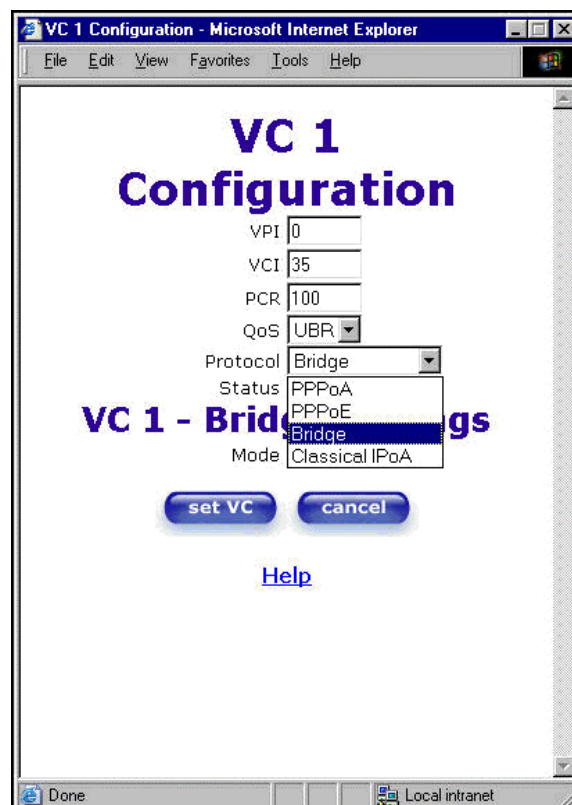 VC 1 Configuration - Microsoft Internet Explorer
File Edit View Favorites Tools Help
VC 1
Configuration
VPI 0
VCI 35
PCR 100
QoS UBR
Protocol Bridge
Status PPPoA
PPPoE
VC 1 - Brid gs
Bridge
Mode Classical IPoA
set VC cancel
Help
Done Local intranet